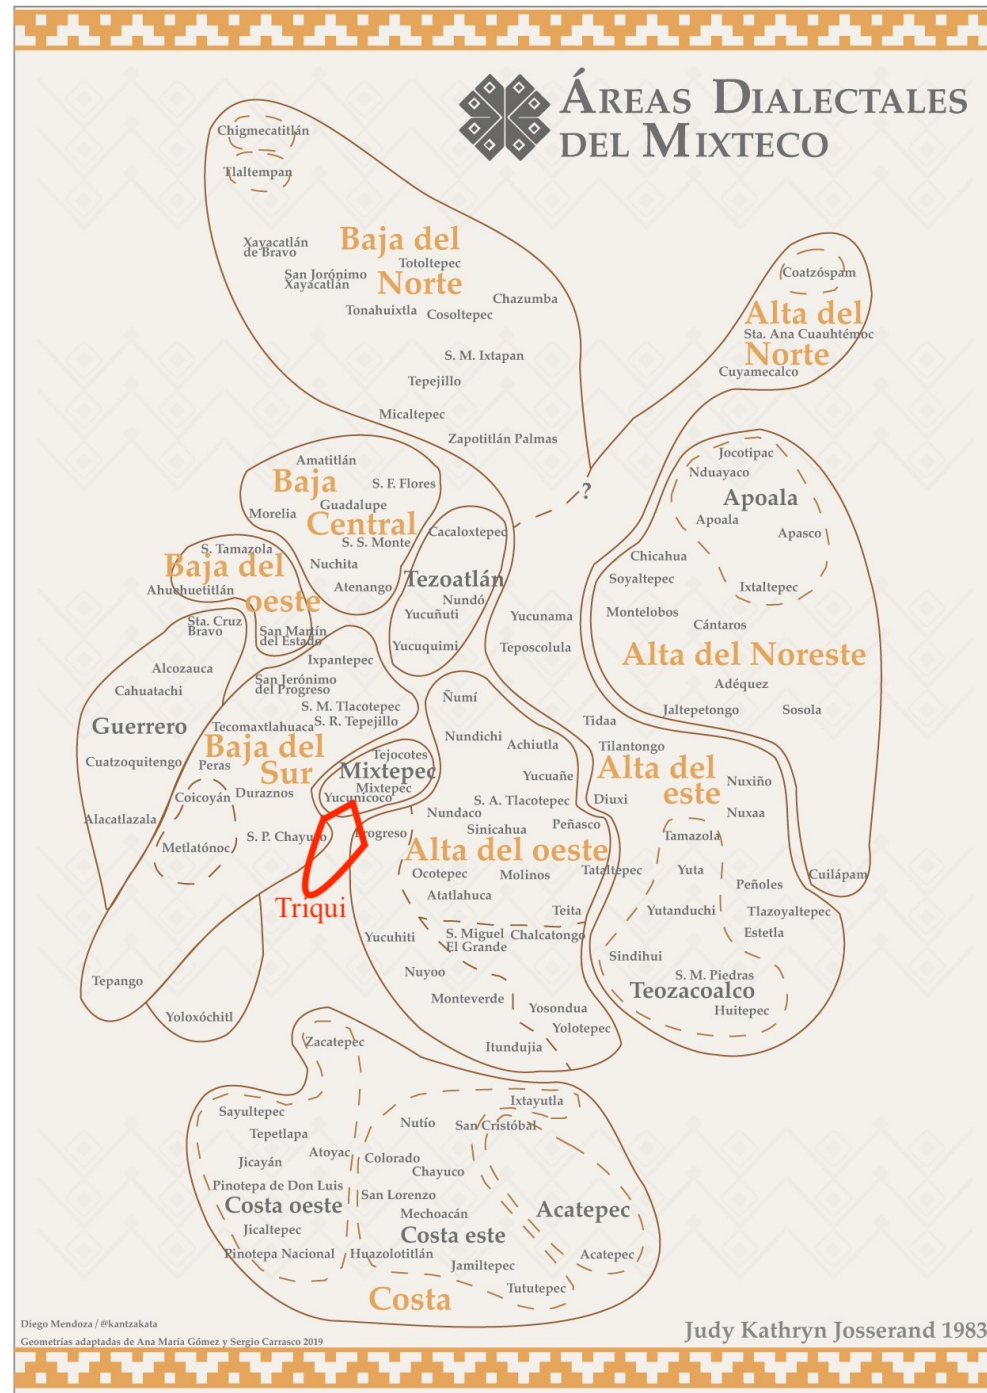 ÁREAS DIALECTALES
DEL MIXTECO
Chigmecatitlán
Tlaltempan
Xayacatlán
de Bravo
Baja del
Norte
Totoltepec
San Jorónimo
Xayacatlán
Tonahuixtla
Cosoltepec
Chazumba
S. M. Ixtapan
Tepejillo
Micaltepec
Zapotitlán Palmas
Coatzóspam
Alta del
Norte
Sta. Ana Cuauhtémoc
Cuyamecalco
?
Amatitlán
Baja
Central
S. F. Flores
Guadalupe
Morelia
S. S. Monte
Nuchita
Atenango
Cacaloxtepec
Tezoatlán
Nundó
Yucuñuti
Yucuquimi
S. Tamazola
Baja del
oeste
Ahuehuetitlán
San Martín
del Estado
Jocotipac
Nduayaco
Apoala
Apoala
Apasco
Ixtaltepec
Chicahua
Soyaltepec
Montelobos
Cántaros
Alta del Noreste
Adéquez
Jaltepetongo
Sosola
Cuilápam
Yucunama
Teposcolula
Sta. Cruz
Bravo
Alcozauca
Cahuatachi
Guerrero
Cuatzoquitengo
Alacatlazala
Ixpantepec
San Jerónimo
del Progreso
S. M. Tlacotepec
Tecomaxtlahuaca
S. R. Tepejillo
Baja del
Sur
Peras
Coicoyán
Duraznos
Metlatónoc
S. P. Chayuco
Tepango
Yoloxóchitl
Tejocotes
Mixtepec
Mixtepec
Yucunicoco
Triqui
Ñumí
Nundichi
Achiutla
Yucuañe
S. A. Tlacotepec
Nundaco
Sinicahua
Peñasco
Progreso
Alta del oeste
Ocotepec
Molinos
Atatlahuca
Teita
Yucuhiti
S. Miguel
El Grande
Chalcatongo
Nuyoo
Monteverde
Yosondua
Yolotepec
Itundujia
Tidaa
Tilantongo
Alta del
este
Nuxiño
Diuxi
Nuxaa
Tamazola
Tataltepec
Yuta
Peñoles
Yutanduchi
Tlazoyaltepec
Estetla
Sindihui
S. M. Piedras
Teozacoalco
Huitepec
Zacatepec
Ixtayutla
Sayultepec
Nutío
San Cristóbal
Tepetlapa
Atoyac
Colorado
Jicayán
Chayuco
Pinotepa de Don Luis
San Lorenzo
Costa oeste
Mechoacán
Acatepec
Jicaltepec
Costa este
Pinotepa Nacional
Huazolotitlán
Acatepec
Jamiltepec
Tututepec
Costa
Diego Mendoza / @kantzakata
Geometrías adaptadas de Ana María Gómez y Sergio Carrasco 2019
Judy Kathryn Josserand 1983